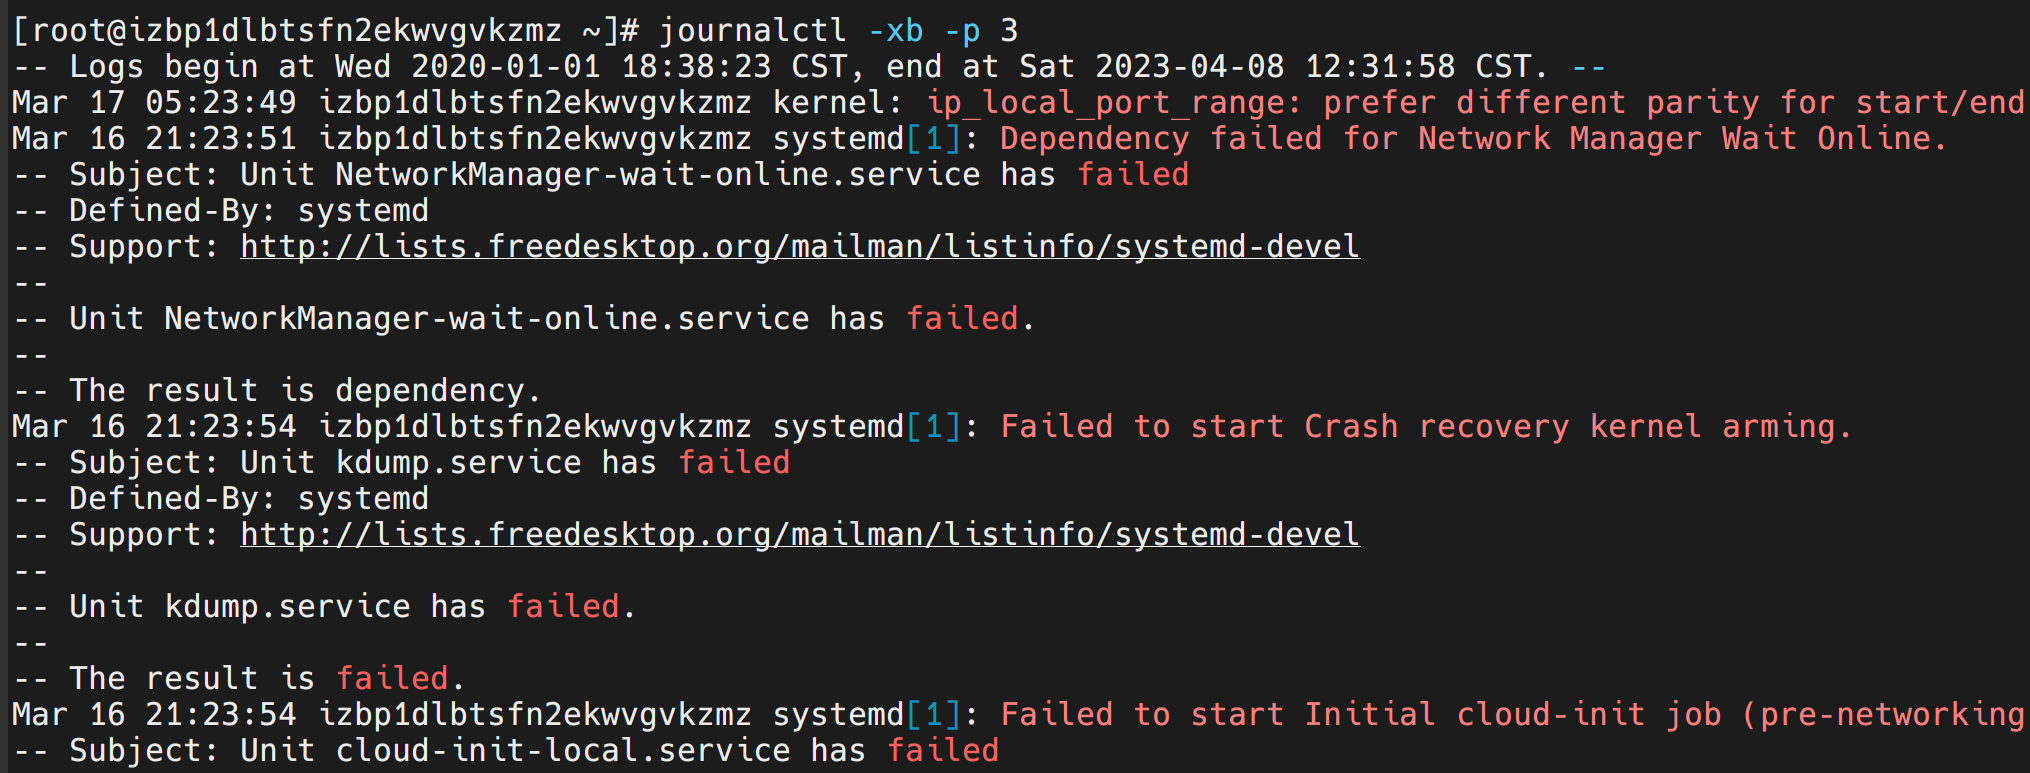 [root@izbp1dlbtsfn2ekwvgvkzmz ~]# journalctl -xb -p 3
-- Logs begin at Wed 2020-01-01 18:38:23 CST, end at Sat 2023-04-08 12:31:58 CST. --
Mar 17 05:23:49 izbp1dlbtsfn2ekwvgvkzmz kernel: ip_local_port_range: prefer different parity for start/end
Mar 16 21:23:51 izbp1dlbtsfn2ekwvgvkzmz systemd[1]: Dependency failed for Network Manager Wait Online.
-- Subject: Unit NetworkManager-wait-online.service has failed
-- Defined-By: systemd
-- Support: http://lists.freedesktop.org/mailman/listinfo/systemd-devel
--
-- Unit NetworkManager-wait-online.service has failed.
--
-- The result is dependency.
Mar 16 21:23:54 izbp1dlbtsfn2ekwvgvkzmz systemd[1]: Failed to start Crash recovery kernel arming.
-- Subject: Unit kdump.service has failed
-- Defined-By: systemd
-- Support: http://lists.freedesktop.org/mailman/listinfo/systemd-devel
--
-- Unit kdump.service has failed.
--
-- The result is failed.
Mar 16 21:23:54 izbp1dlbtsfn2ekwvgvkzmz systemd[1]: Failed to start Initial cloud-init job (pre-networking
-- Subject: Unit cloud-init-local.service has failed